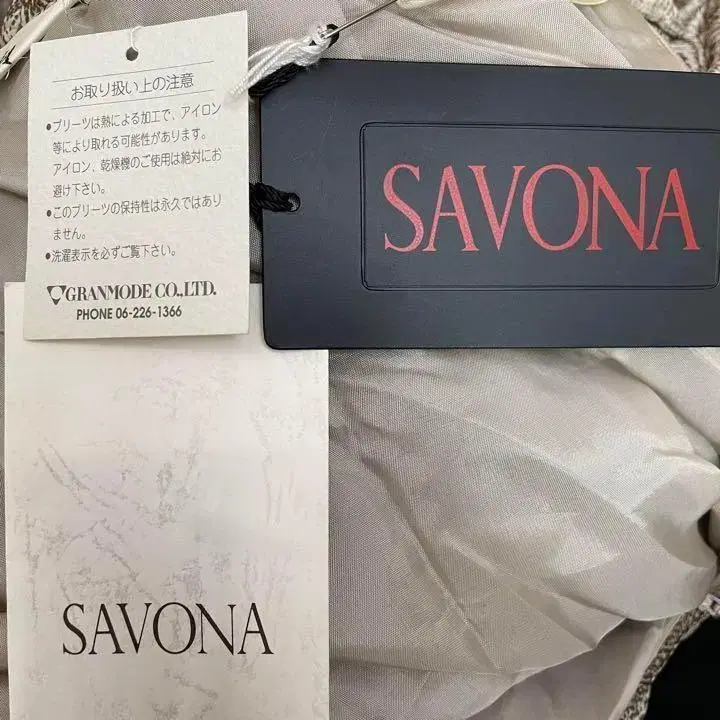 お取り扱い上の注意
●プリーツは熱による加工で、アイロン
等により取れる可能性があります。
アイロン、乾燥機のご使用は絶対にお
避け下さい。
●このプリーツの保持性は永久ではあり
ません。
●洗濯表示を必ずご覧下さい。
GRANMODE CO.,LTD.
PHONE 06-226-1366
SAVONA
SAVONA